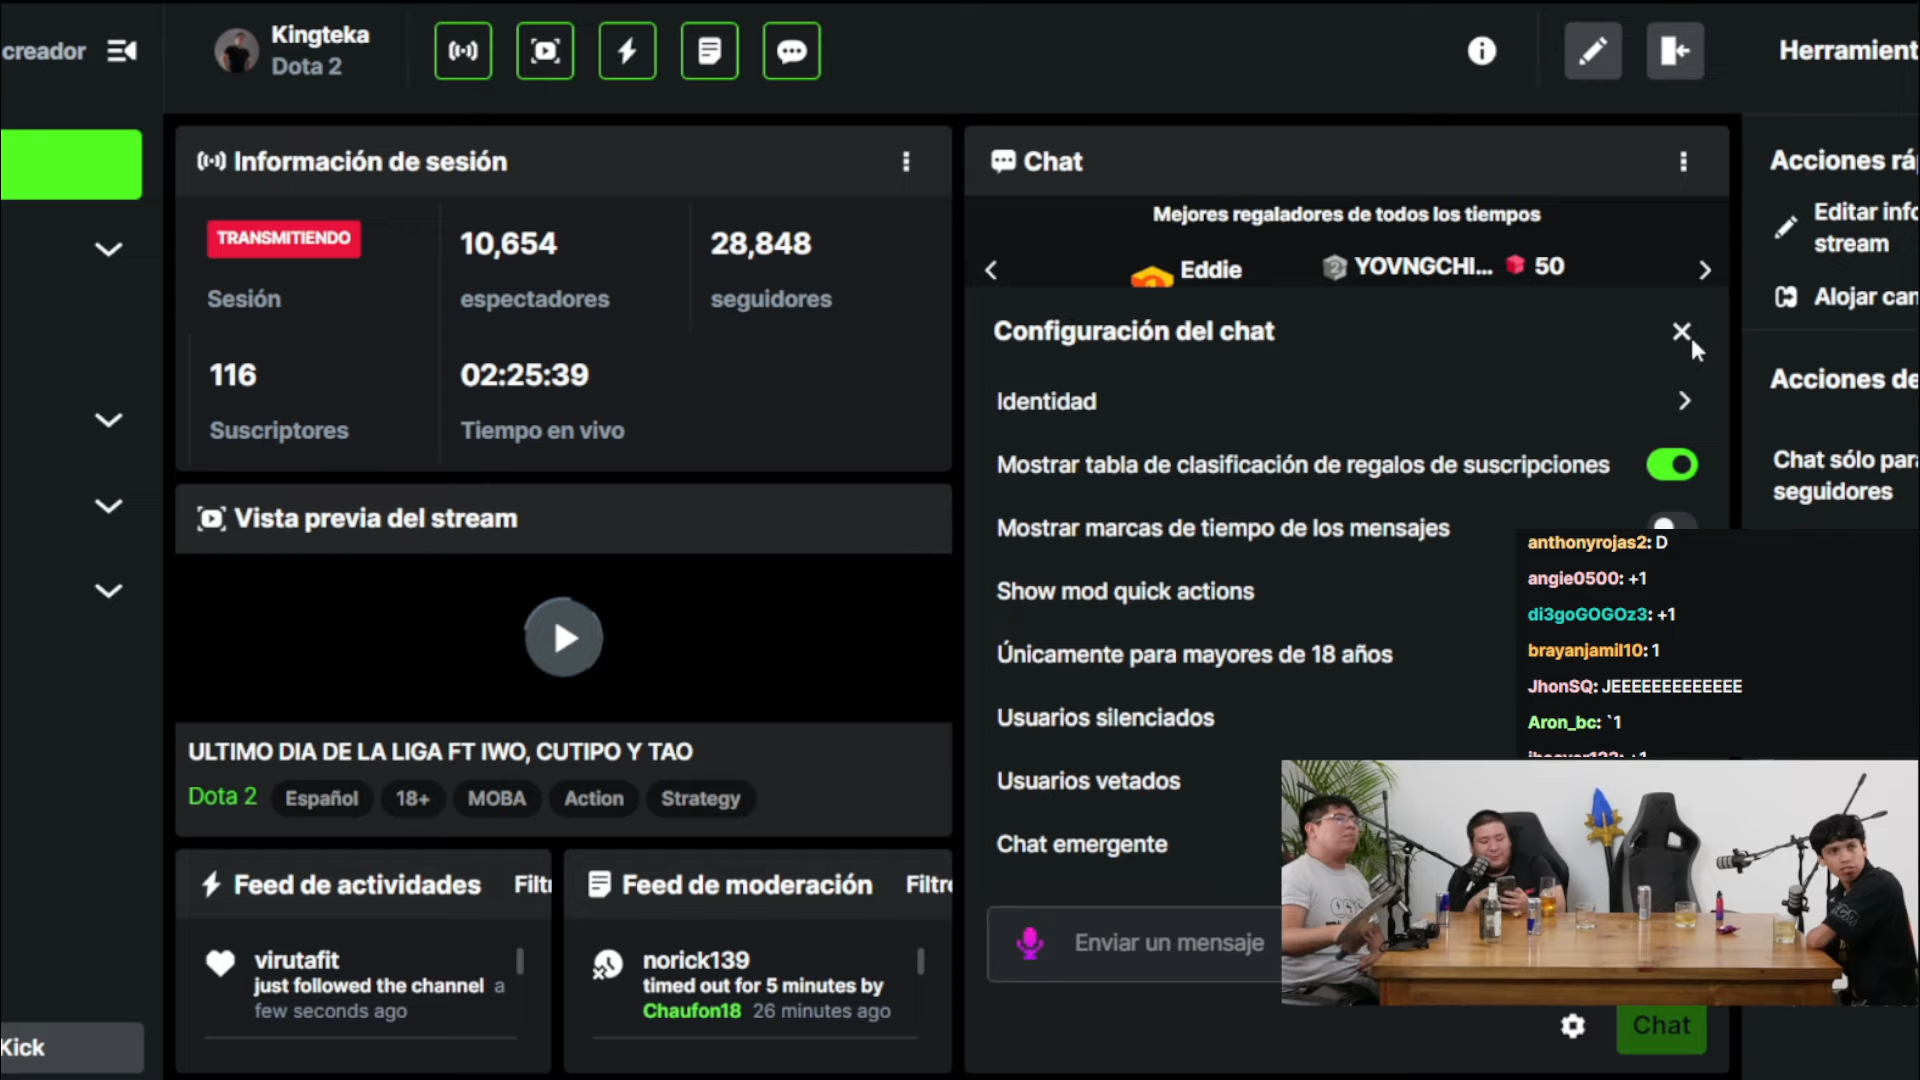 creador
Kingteka
Dota 2
Herramient
Información de sesión
TRANSMITIENDO
Sesión
10,654
espectadores
28,848
seguidores
116
Suscriptores
02:25:39
Tiempo en vivo
Vista previa del stream
ULTIMO DIA DE LA LIGA FT IWO, CUTIPO Y TAO
Dota 2 Español 18+ MOBA Action Strategy
Feed de actividades Filtr
virutafit
just followed the channel a
few seconds ago
Feed de moderación Filtro
norick139
timed out for 5 minutes by
Chaufon18 26 minutes ago
Kick
Chat
Mejores regaladores de todos los tiempos
Eddie 2 YOVNGCHI... 50
Configuración del chat
Identidad
Mostrar tabla de clasificación de regalos de suscripciones
Mostrar marcas de tiempo de los mensajes
Show mod quick actions
Únicamente para mayores de 18 años
Usuarios silenciados
Usuarios vetados
Chat emergente
Enviar un mensaje
Chat
Acciones rá
Editar info
stream
Alojar can
Acciones de
Chat sólo para
seguidores
anthonyrojas2: D
angie0500: +1
di3goGOGOz3: +1
brayanjamil10: 1
JhonSQ: JEEEEEEEEEEEEE
Aron_bc: `1